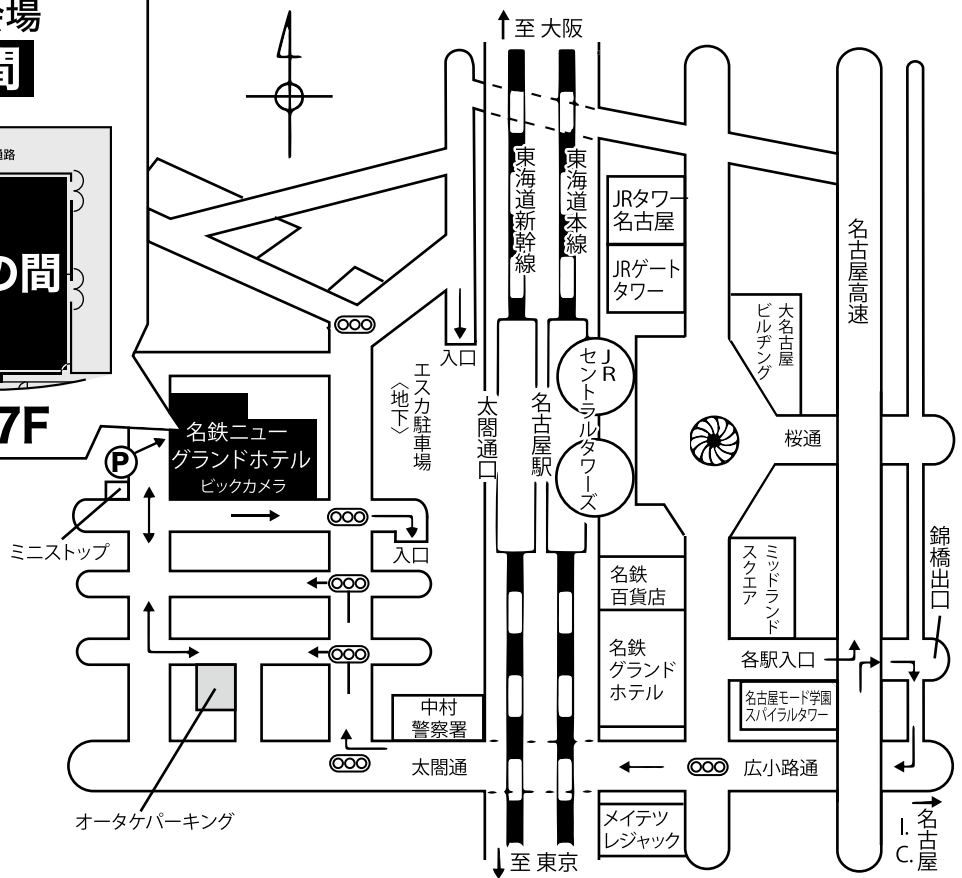 会場
間
通路
の間
7F
至 大阪
東海道新幹線
東海道本線
JRタワー
名古屋
JRゲート
タワー
名古屋高速
大名古屋
ビルヂング
入口
エスカ駐車場
〈地下〉
太閤通口
名古屋駅
JR
セントラルタワーズ
桜通
名鉄ニュー
グランドホテル
ビックカメラ
P
ミニストップ
入口
名鉄
百貨店
ミッドランド
スクエア
錦橋出口
名鉄
グランド
ホテル
各駅入口
名古屋モード学園
スパイラルタワー
中村
警察署
太閤通
広小路通
オータケパーキング
メイテツ
レジャック
名古屋
I.C.
至 東京